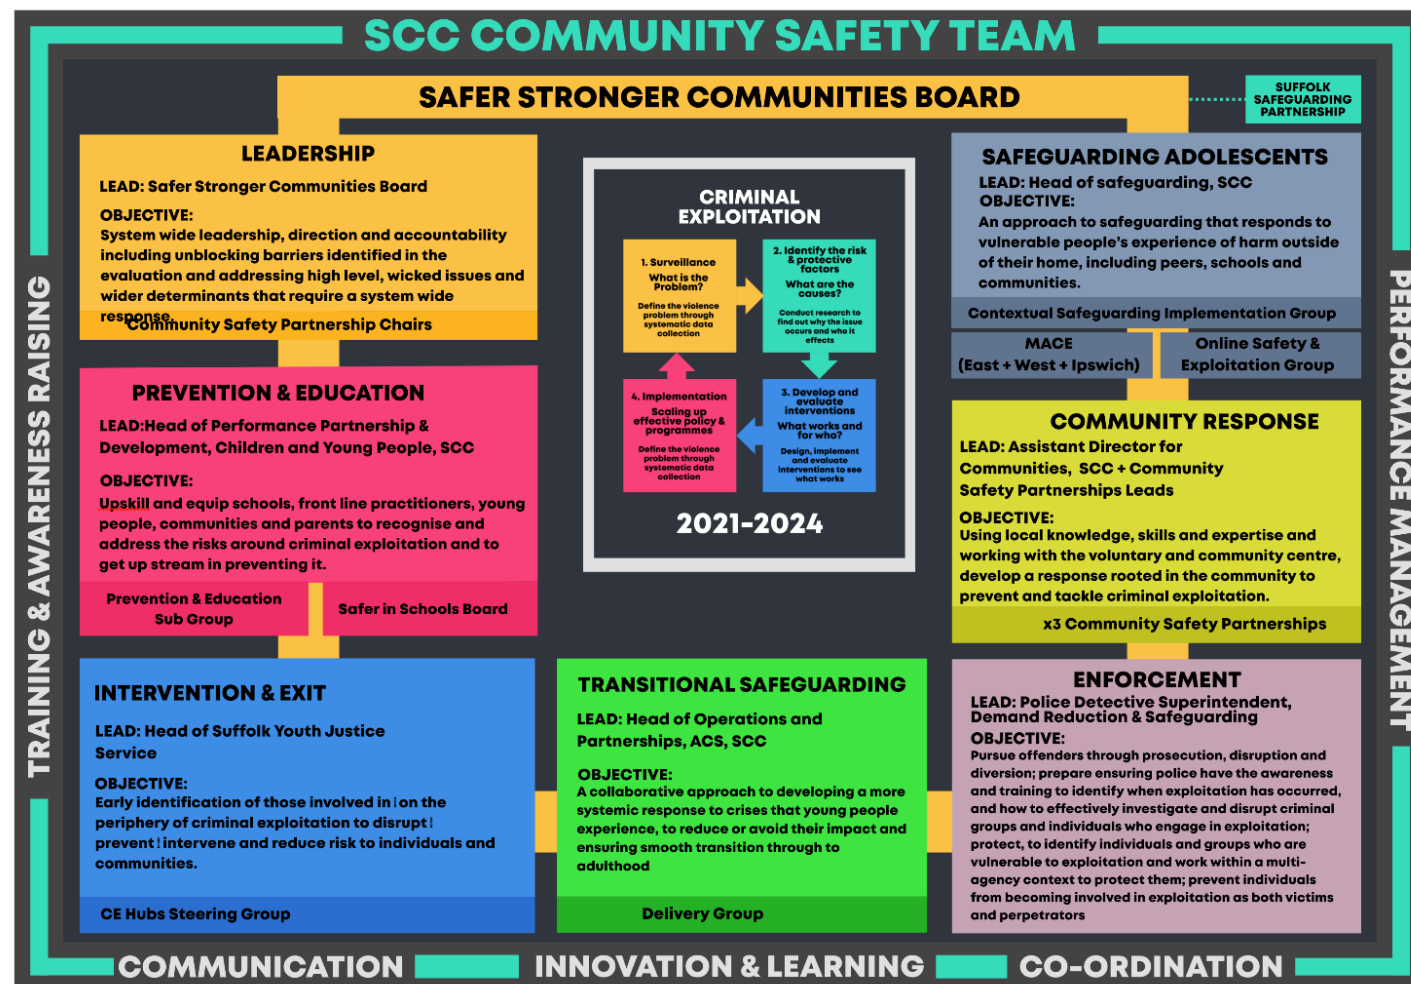 SCC COMMUNITY SAFETY TEAM
SAFER STRONGER COMMUNITIES BOARD
SUFFOLK
SAFEGUARDING
PARTNERSHIP
LEADERSHIP
LEAD: Safer Stronger Communities Board
OBJECTIVE:
System wide leadership, direction and accountability
including unblocking barriers identified in the
evaluation and addressing high level, wicked issues and
wider determinants that require a system wide
response.
Community Safety Partnership Chairs
PREVENTION & EDUCATION
LEAD:Head of Performance Partnership &
Development, Children and Young People, SCC
OBJECTIVE:
Upskill and equip schools, front line practitioners, young
people, communities and parents to recognise and
address the risks around criminal exploitation and to
get up stream in preventing it.
Prevention & Education
Sub Group
Safer in Schools Board
INTERVENTION & EXIT
LEAD: Head of Suffolk Youth Justice
Service
OBJECTIVE:
Early identification of those involved in on the
periphery of criminal exploitation to disrupt
prevent intervene and reduce risk to individuals and
communities.
CE Hubs Steering Group
CRIMINAL
EXPLOITATION
1. Surveillance
What is the
Problem?
Define the violence
problem through
systematic data
collection
2. Identify the risk
& protective
factors
What are the
causes?
Conduct research to
find out why the issue
occurs and who it
effects
3. Develop and
evaluate
interventions
What works and
for who?
Design, implement
and evaluate
interventions to see
what works
4. Implementation
Scaling up
effective policy &
programmes
Define the violence
problem through
systematic data
collection
2021-2024
TRANSITIONAL SAFEGUARDING
LEAD: Head of Operations and
Partnerships, ACS, SCC
OBJECTIVE:
A collaborative approach to developing a more
systemic response to crises that young people
experience, to reduce or avoid their impact and
ensuring smooth transition through to
adulthood
Delivery Group
SAFEGUARDING ADOLESCENTS
LEAD: Head of safeguarding, SCC
OBJECTIVE:
An approach to safeguarding that responds to
vulnerable people's experience of harm outside
of their home, including peers, schools and
communities.
Contextual Safeguarding Implementation Group
MACE
(East + West + Ipswich)
Online Safety &
Exploitation Group
COMMUNITY RESPONSE
LEAD: Assistant Director for
Communities, SCC + Community
Safety Partnerships Leads
OBJECTIVE:
Using local knowledge, skills and expertise and
working with the voluntary and community centre,
develop a response rooted in the community to
prevent and tackle criminal exploitation.
x3 Community Safety Partnerships
ENFORCEMENT
LEAD: Police Detective Superintendent,
Demand Reduction & Safeguarding
OBJECTIVE:
Pursue offenders through prosecution, disruption and
diversion; prepare ensuring police have the awareness
and training to identify when exploitation has occurred,
and how to effectively investigate and disrupt criminal
groups and individuals who engage in exploitation;
protect, to identify individuals and groups who are
vulnerable to exploitation and work within a multi-
agency context to protect them; prevent individuals
from becoming involved in exploitation as both victims
and perpetrators
TRAINING & AWARENESS RAISING
PERFORMANCE MANAGEMENT
COMMUNICATION
INNOVATION & LEARNING
CO-ORDINATION